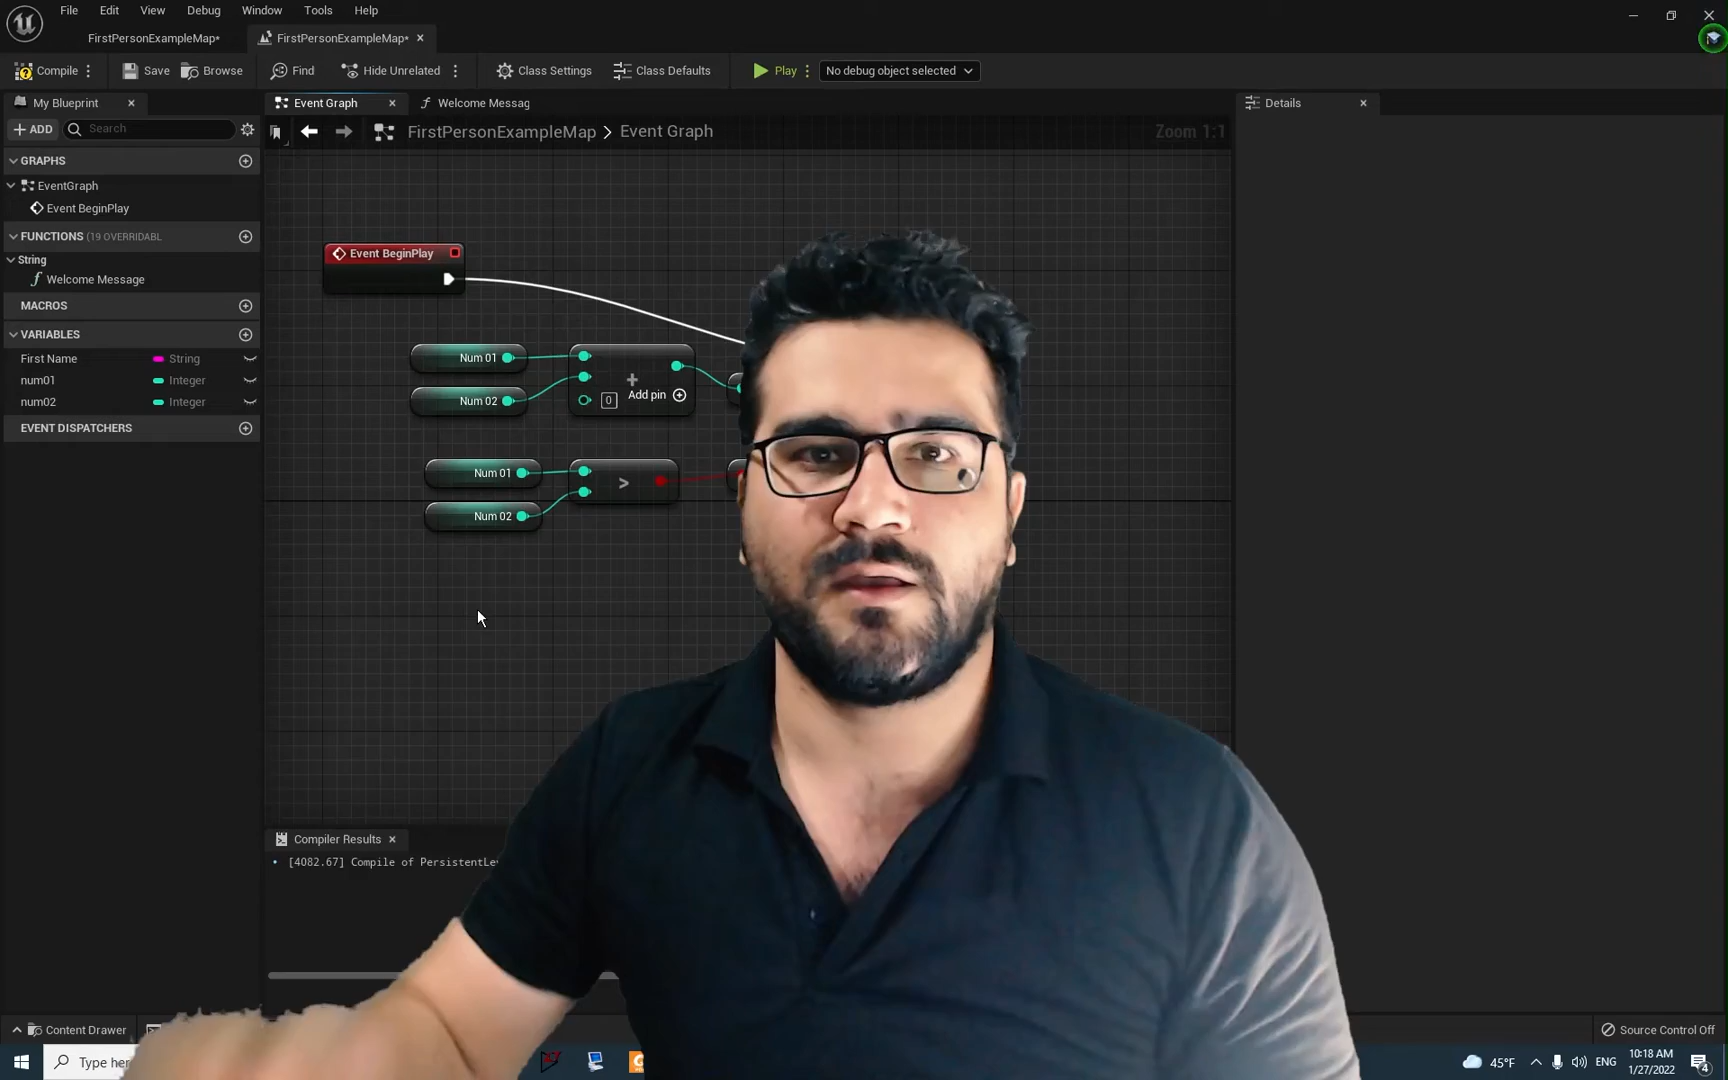 File Edit View Debug Window Tools Help
FirstPersonExampleMap* FirstPersonExampleMap*
Compile Save Browse Find Hide Unrelated Class Settings Class Defaults Play No debug object selected
My Blueprint Event Graph Welcome Messag Details
ADD Search FirstPersonExampleMap > Event Graph Zoom 1:1
GRAPHS
EventGraph
Event BeginPlay
FUNCTIONS (19 OVERRIDABL
String
Welcome Message
MACROS
VARIABLES
First Name String
num01 Integer
num02 Integer
EVENT DISPATCHERS
Event BeginPlay
Num 01
Num 02
+
0 Add pin
Num 01
>
Num 02
Compiler Results
[4082.67] Compile of PersistentLe
Content Drawer Source Control Off
Type her 45°F ENG 10:18 AM
1/27/2022 4